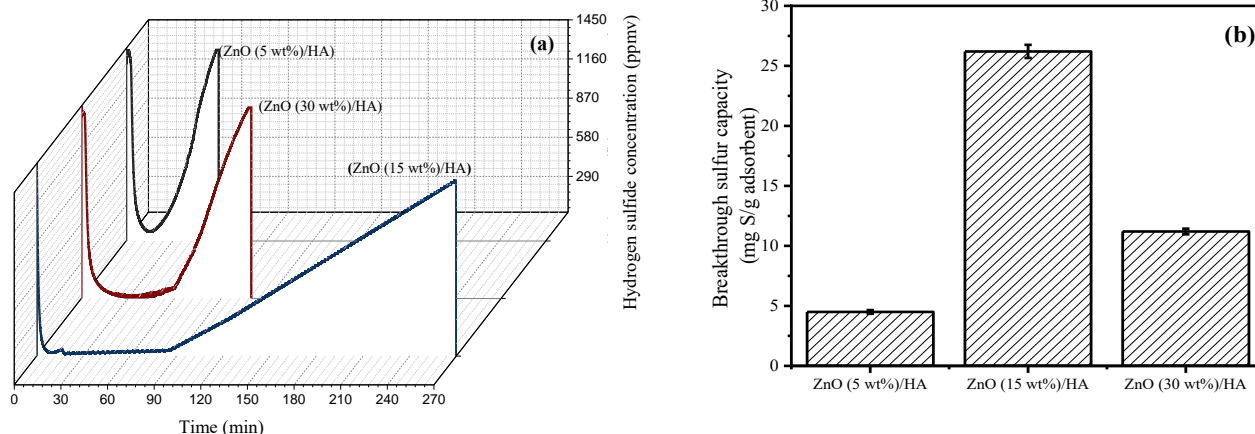 (a)
(ZnO (5 wt%)/HA)
(ZnO (30 wt%)/HA)
(ZnO (15 wt%)/HA)
1450
1160
870
580
290
Hydrogen sulfide concentration (ppmv)
0 30 60 90 120 150 180 210 240 270
Time (min)
(b)
30
25
20
15
10
5
0
Breakthrough sulfur capacity
(mg S/g adsorbent)
ZnO (5 wt%)/HA ZnO (15 wt%)/HA ZnO (30 wt%)/HA